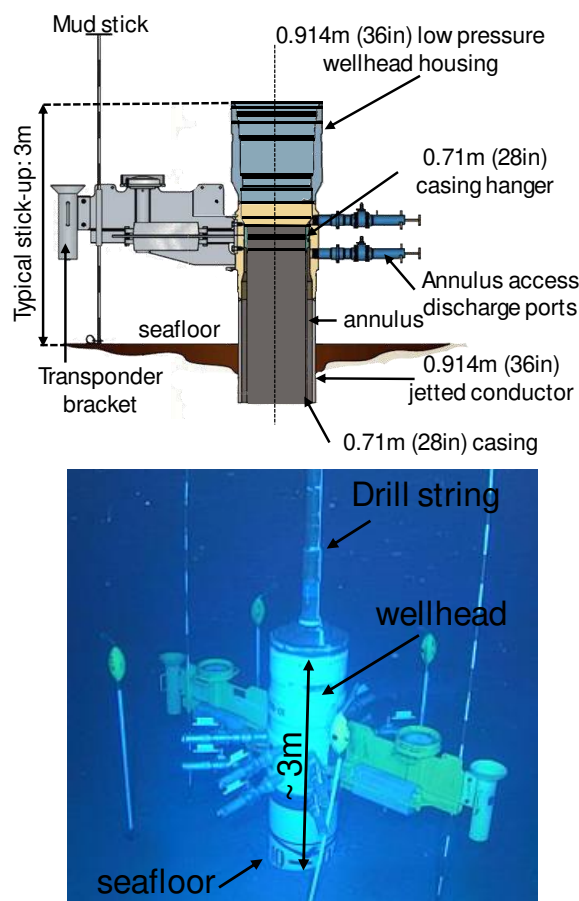 Mud stick
0.914m (36in) low pressure
wellhead housing
0.71m (28in)
casing hanger
Typical stick-up: 3m
Annulus access
discharge ports
seafloor
annulus
Transponder
bracket
0.914m (36in)
jetted conductor
0.71m (28in) casing
Drill string
wellhead
~ 3m
seafloor